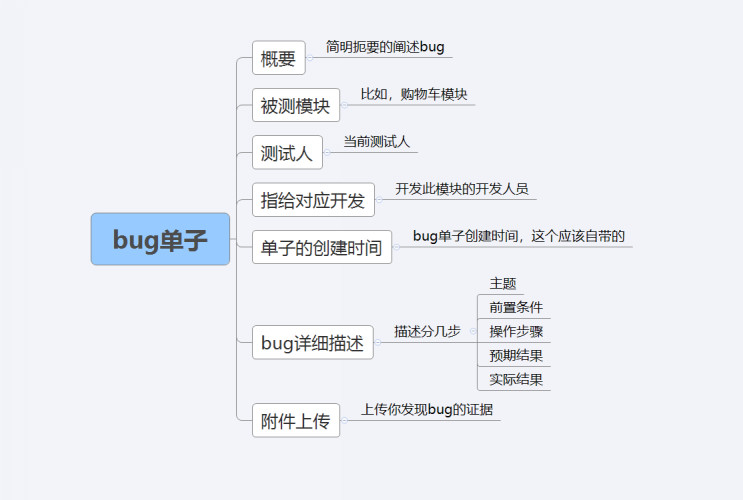 bug单子
概要
简明扼要的阐述bug
被测模块
比如，购物车模块
测试人
当前测试人
指给对应开发
开发此模块的开发人员
单子的创建时间
bug单子创建时间，这个应该自带的
bug详细描述
描述分几步
主题
前置条件
操作步骤
预期结果
实际结果
附件上传
上传你发现bug的证据